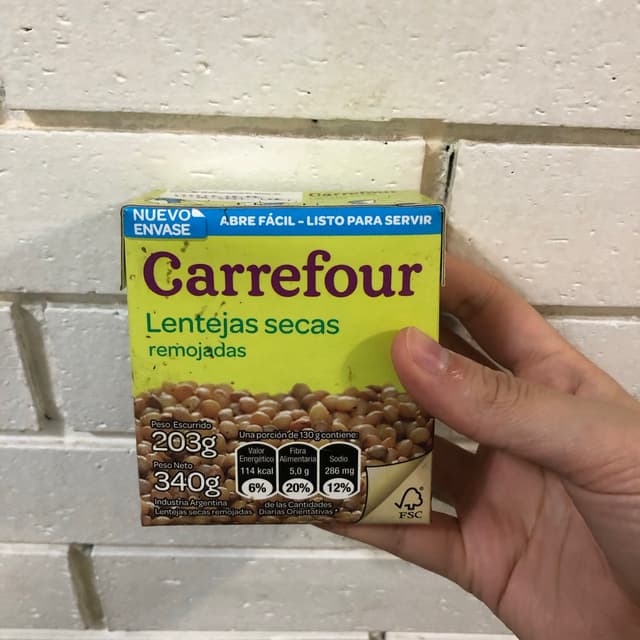 Carrefour
NUEVO
ENVASE
ABRE FÁCIL - LISTO PARA SERVIR
Carrefour
Lentejas secas
remojadas
Peso Escurrido
203g
Peso Neto
340g
Industria Argentina
Lentejas secas remojadas
Una porción de 130 g contiene:
Valor
Energético
114 kcal
6%
Fibra
Alimentaria
5,0 g
20%
Sodio
286 mg
12%
de las Cantidades
Diarias Orientativas
FSC